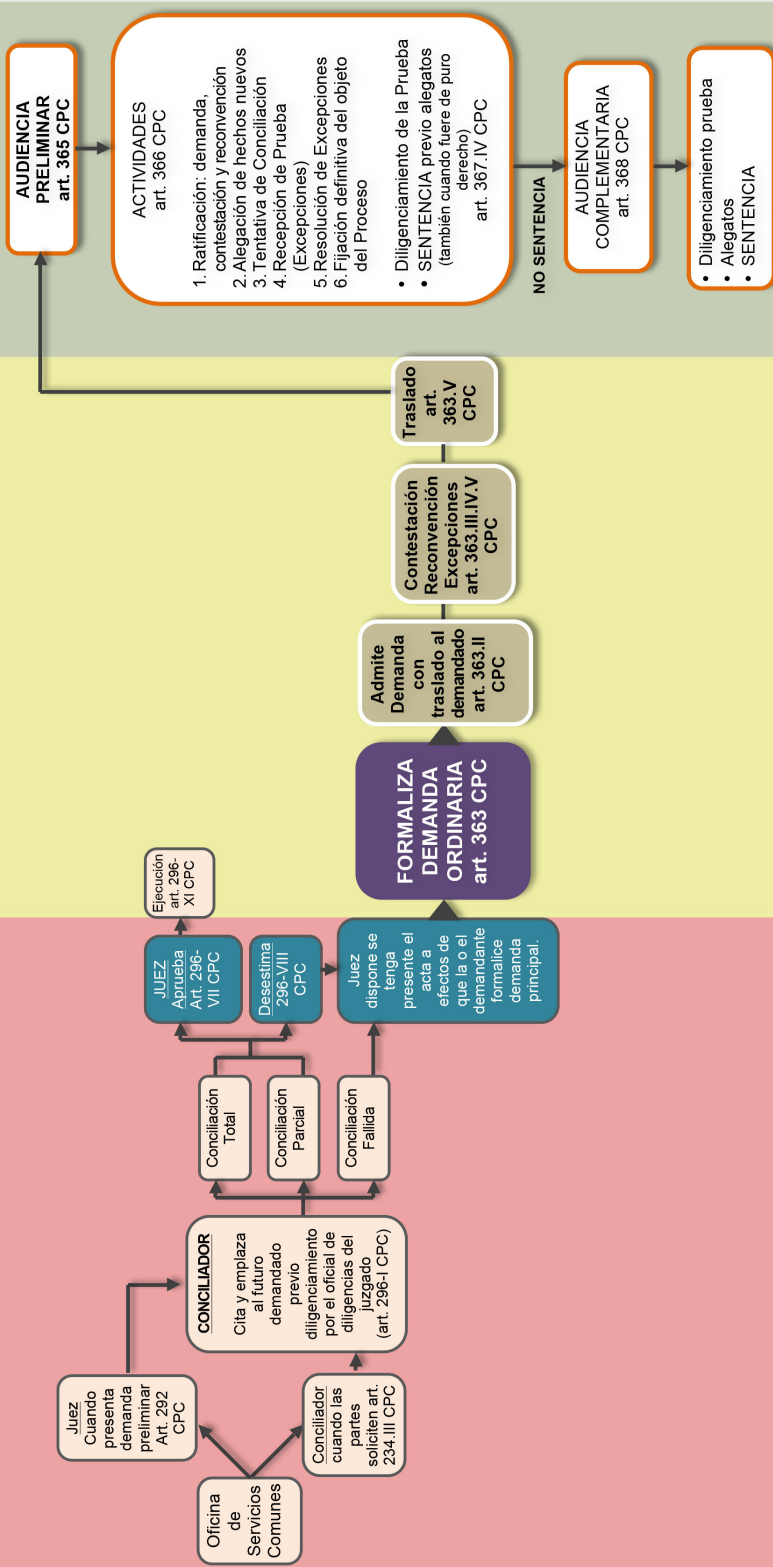 Oficina
de
Servicios
Comunes
Juez
Cuando
presenta
demanda
preliminar
Art. 292
CPC
Conciliador
cuando las
partes
soliciten art.
234.III CPC
CONCILIADOR
Cita y emplaza
al futuro
demandado
previo
diligenciamiento
por el oficial de
diligencias del
juzgado
(art. 296-I CPC)
Conciliación
Total
Conciliación
Parcial
Conciliación
Fallida
JUEZ
Aprueba
Art. 296-
VII CPC
Ejecución
art. 296-
XI CPC
Desestima
296-VIII
CPC
Juez
dispone se
tenga
presente el
acta a
efectos de
que la o el
demandante
formalice
demanda
principal.
FORMALIZA
DEMANDA
ORDINARIA
art. 363 CPC
Admite
Demanda
con
traslado al
demandado
art. 363.II
CPC
Contestación
Reconvención
Excepciones
art. 363.III.IV.V
CPC
Traslado
art.
363.V
CPC
AUDIENCIA
PRELIMINAR
art. 365 CPC
ACTIVIDADES
art. 366 CPC
1. Ratificación: demanda,
contestación y reconvención
2. Alegación de hechos nuevos
3. Tentativa de Conciliación
4. Recepción de Prueba
(Excepciones)
5. Resolución de Excepciones
6. Fijación definitiva del objeto
del Proceso
• Diligenciamiento de la Prueba
• SENTENCIA previo alegatos
(también cuando fuere de puro
derecho)
art. 367.IV CPC
NO SENTENCIA
AUDIENCIA
COMPLEMENTARIA
art. 368 CPC
• Diligenciamiento prueba
• Alegatos
• SENTENCIA